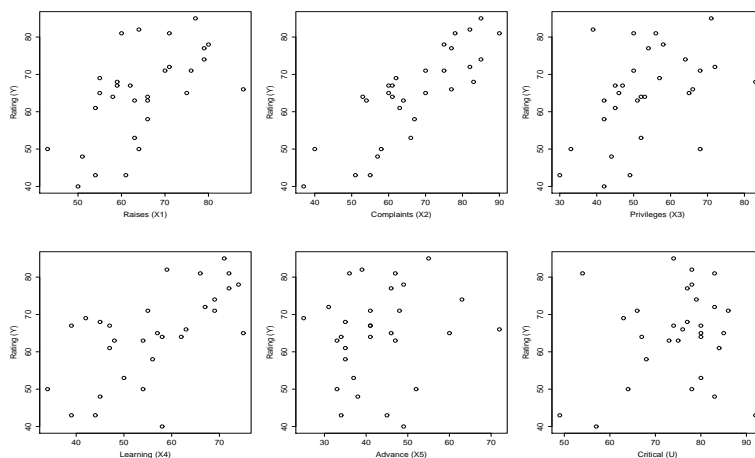 Rating (Y)
40 50 60 70 80
50 60 70 80
Raises (X1)
Rating (Y)
40 50 60 70 80
40 50 60 70 80 90
Complaints (X2)
Rating (Y)
40 50 60 70 80
30 40 50 60 70 80
Privileges (X3)
Rating (Y)
40 50 60 70 80
40 50 60 70
Learning (X4)
Rating (Y)
40 50 60 70 80
30 40 50 60 70
Advance (X5)
Rating (Y)
40 50 60 70 80
50 60 70 80 90
Critical (U)